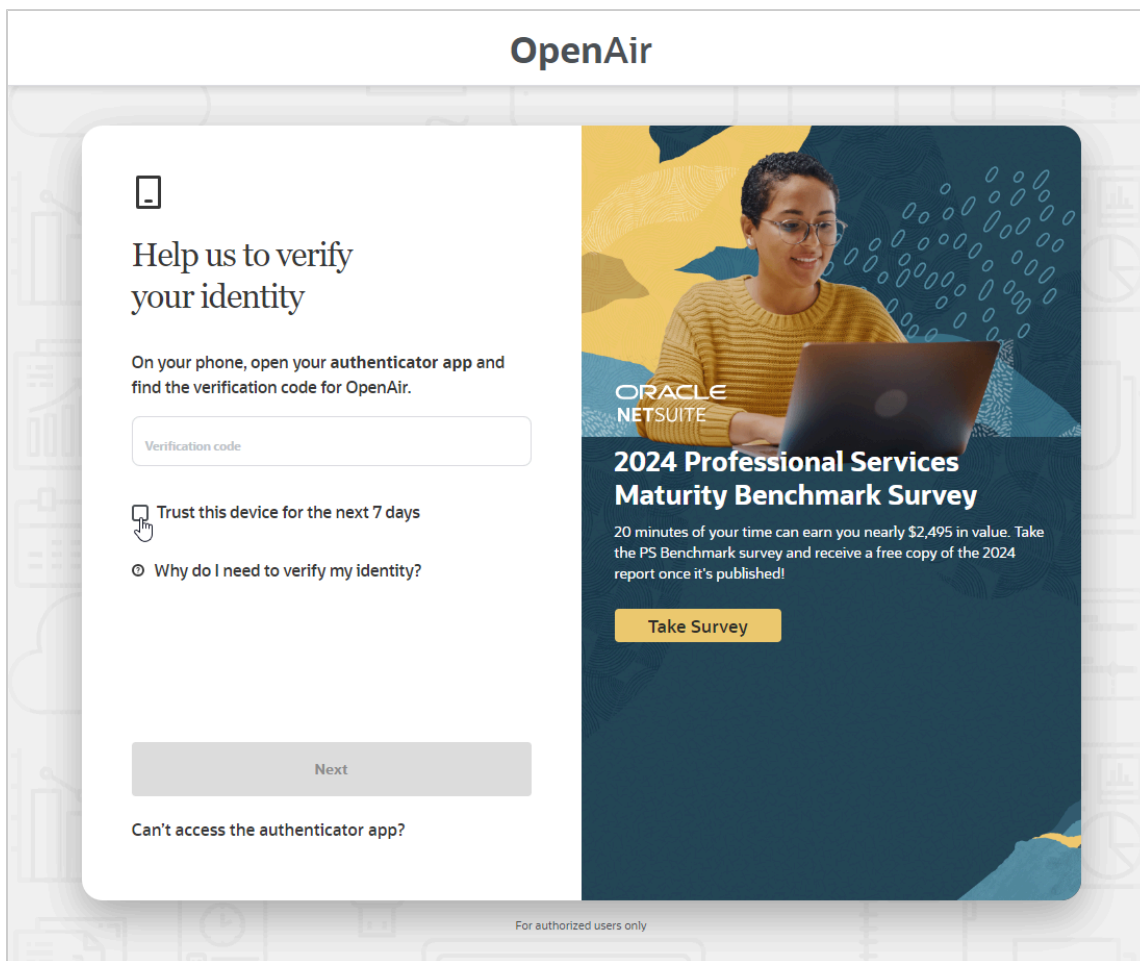 OpenAir
Help us to verify
your identity
On your phone, open your authenticator app and
find the verification code for OpenAir.
Verification code
Trust this device for the next 7 days
Why do I need to verify my identity?
Next
Can't access the authenticator app?
ORACLE
NETSUITE
2024 Professional Services
Maturity Benchmark Survey
20 minutes of your time can earn you nearly $2,495 in value. Take
the PS Benchmark survey and receive a free copy of the 2024
report once it's published!
Take Survey
For authorized users only